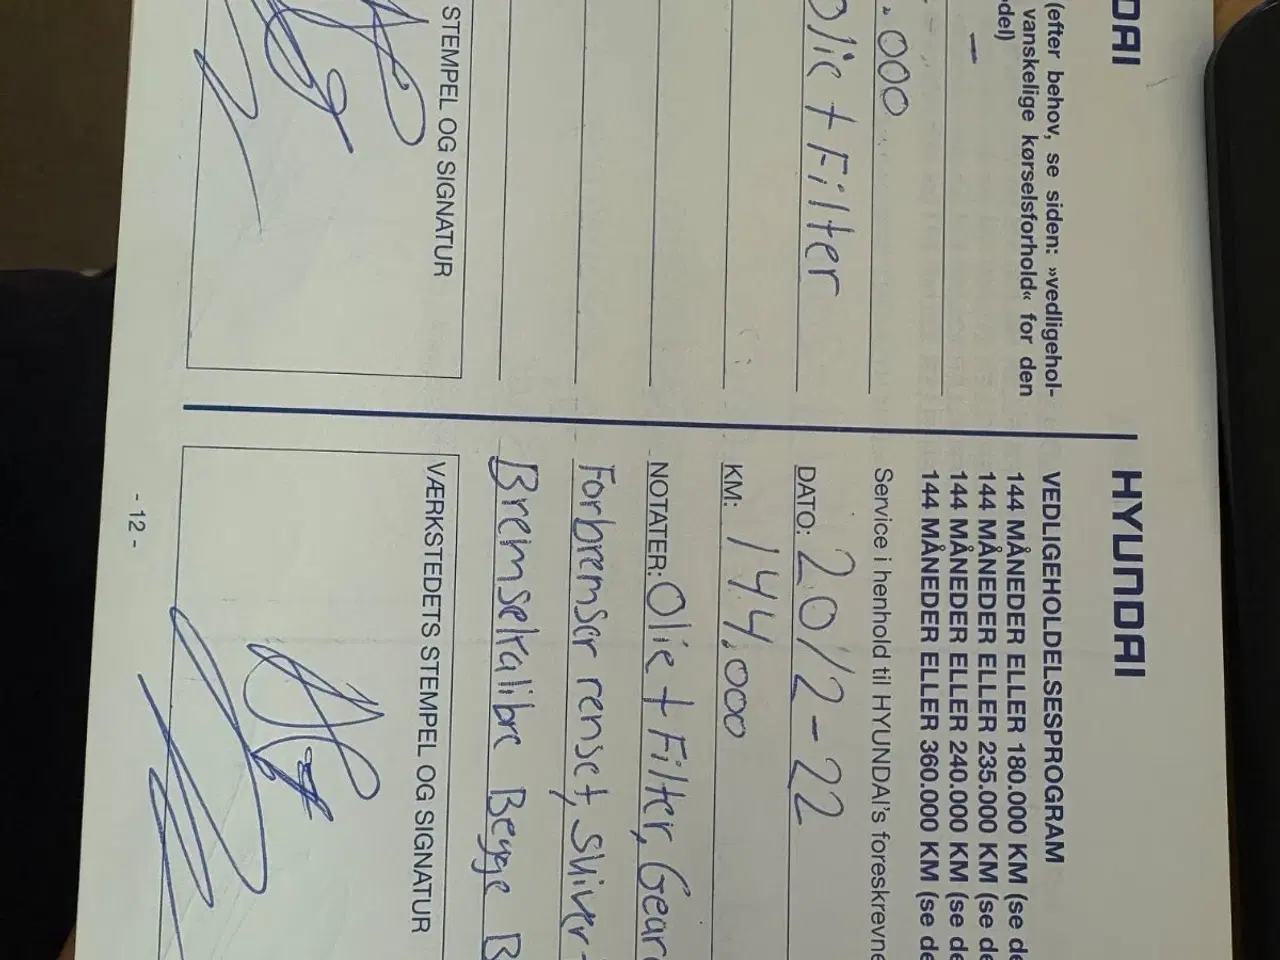 DAI
(efter behov, se siden: »vedligehol-
vanskelige kørselsforhold« for den
del)
-
.000
Olie + Filter
STEMPEL OG SIGNATUR
HYUNDAI
VEDLIGEHOLDELSESPROGRAM
144 MÅNEDER ELLER 180.000 KM (se de
144 MÅNEDER ELLER 235.000 KM (se de
144 MÅNEDER ELLER 240.000 KM (se de
144 MÅNEDER ELLER 360.000 KM (se de
Service i henhold til HYUNDAI's foreskrevne
DATO: 20/2-22
KM: 144.000
NOTATER: Olie + Filter, Gear
Forbremser renset, skiver
Bremsekalibre Begge B
VÆRKSTEDETS STEMPEL OG SIGNATUR
- 12 -